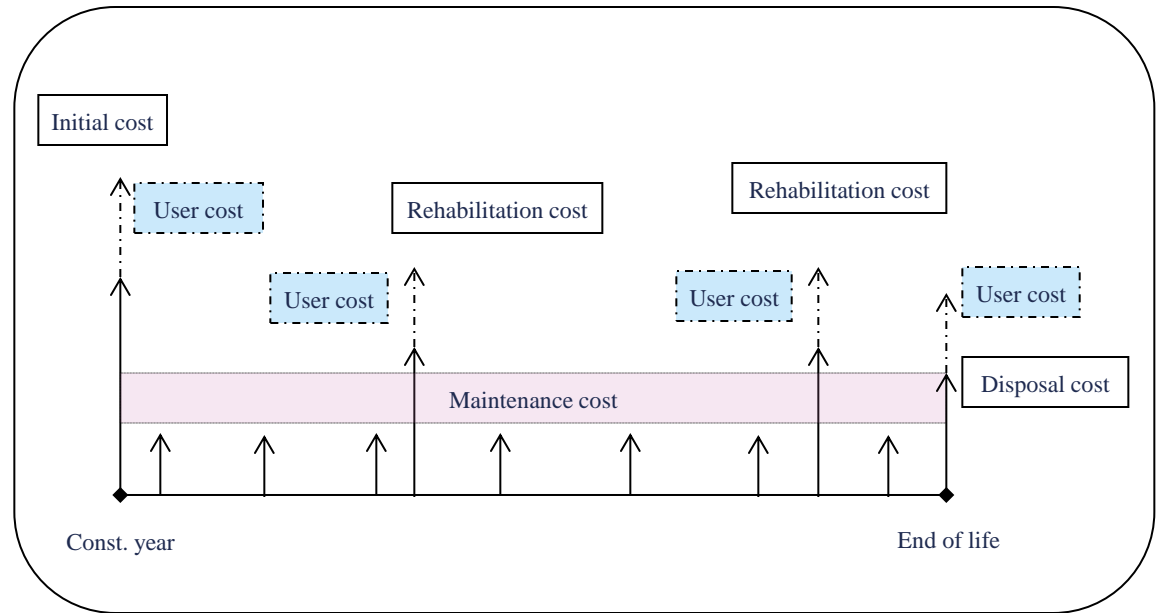 Initial cost
User cost
Rehabilitation cost
Rehabilitation cost
User cost
User cost
User cost
Disposal cost
Maintenance cost
Const. year
End of life